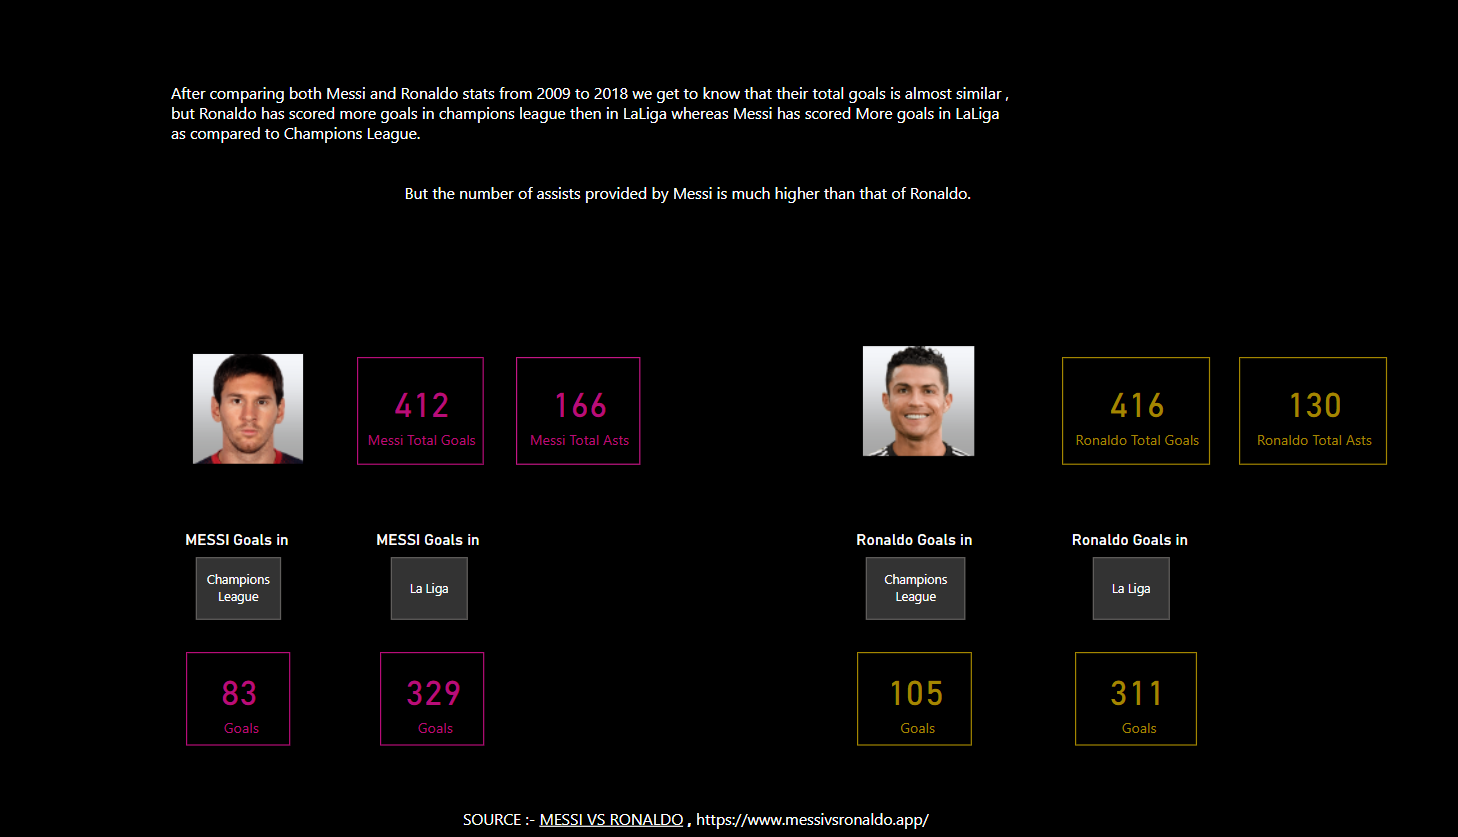 After comparing both Messi and Ronaldo stats from 2009 to 2018 we get to know that their total goals is almost similar ,
but Ronaldo has scored more goals in champions league then in LaLiga whereas Messi has scored More goals in LaLiga
as compared to Champions League.
But the number of assists provided by Messi is much higher than that of Ronaldo.
412
Messi Total Goals
166
Messi Total Asts
416
Ronaldo Total Goals
130
Ronaldo Total Asts
MESSI Goals in
Champions
League
83
Goals
MESSI Goals in
La Liga
329
Goals
Ronaldo Goals in
Champions
League
105
Goals
Ronaldo Goals in
La Liga
311
Goals
SOURCE :- MESSI VS RONALDO , https://www.messivsronaldo.app/